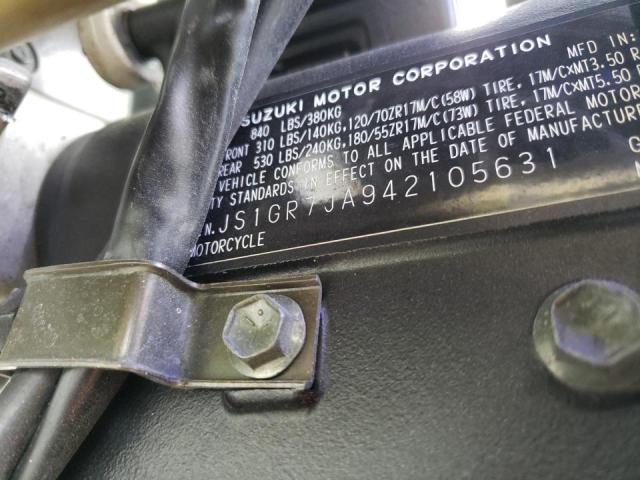 SUZUKI MOTOR CORPORATION MFD IN:
840 LBS/380KG
FRONT 310 LBS/140KG,120/70ZR17M/C(58W) TIRE, 17M/CxMT3.50 R
REAR 530 LBS/240KG,180/55ZR17M/C(73W) TIRE, 17M/CxMT5.50 R
VEHICLE CONFORMS TO ALL APPLICABLE FEDERAL MOTOR
TY STANDARDS IN EFFECT ON THE DATE OF MANUFACTURE
.N.JS1GR7JA942105631
MOTORCYCLE